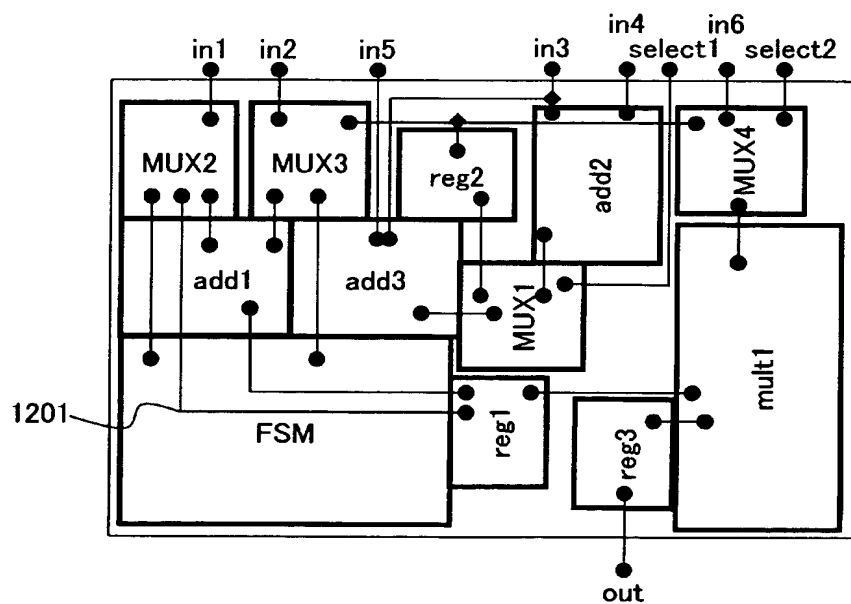 in1
in2
in5
in3
in4
select1
in6
select2
MUX2
MUX3
reg2
add2
MUX4
add1
add3
MUX1
mult1
1201
FSM
reg1
reg3
out